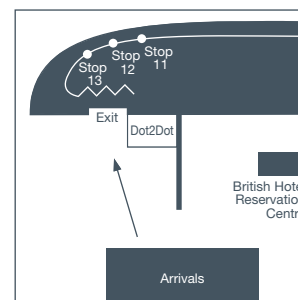 Stop
13
Stop
12
Stop
11
Exit
Dot2Dot
British Hote
Reservatio
Centr
Arrivals